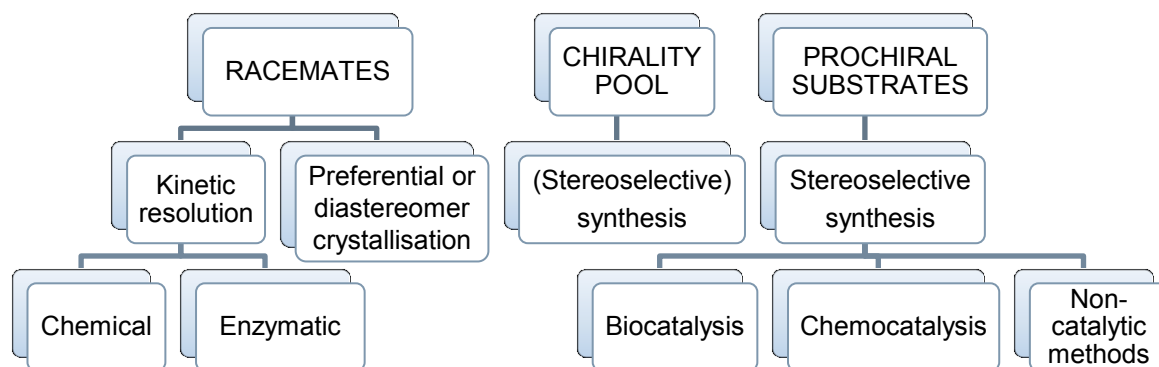 RACEMATES
CHIRALITY
POOL
PROCHIRAL
SUBSTRATES
Kinetic
resolution
Preferential or
diastereomer
crystallisation
(Stereoselective)
synthesis
Stereoselective
synthesis
Chemical
Enzymatic
Biocatalysis
Chemocatalysis
Non-
catalytic
methods